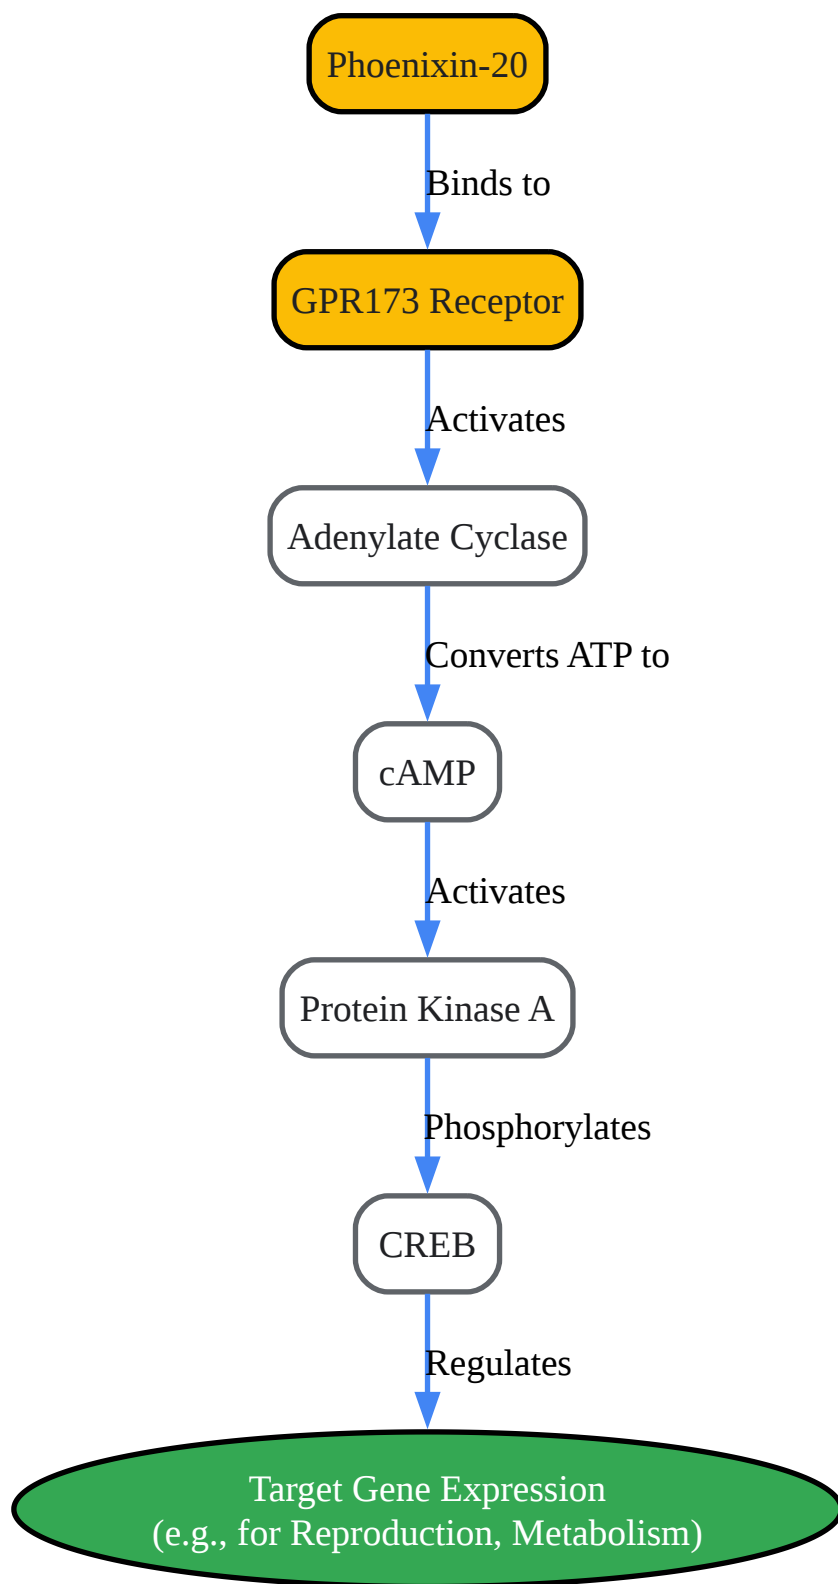 Phoenixin-20
Binds to
GPR173 Receptor
Activates
Adenylate Cyclase
Converts ATP to
cAMP
Activates
Protein Kinase A
Phosphorylates
CREB
Regulates
Target Gene Expression
(e.g., for Reproduction, Metabolism)